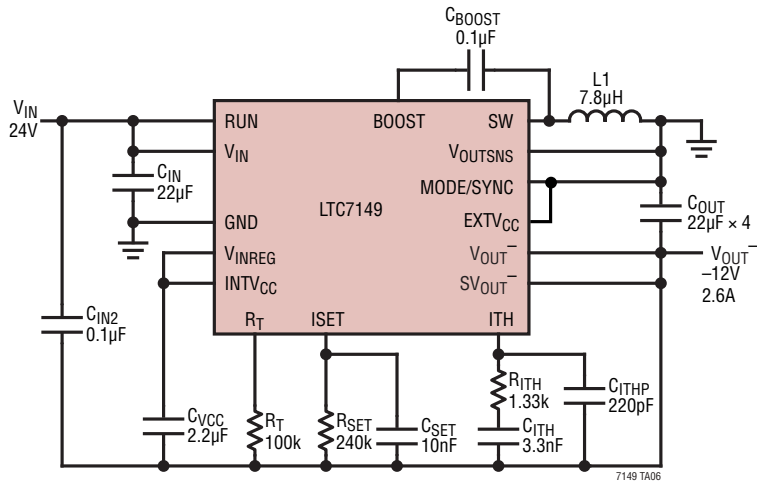 C_BOOST
0.1µF
L1
7.8µH
V_IN
24V
RUN
BOOST
SW
V_IN
V_OUTSNS
C_IN
22µF
MODE/SYNC
LTC7149
C_OUT
22µF × 4
GND
EXTV_CC
V_INREG
V_OUT⁻
V_OUT⁻
–12V
2.6A
INTV_CC
SV_OUT⁻
C_IN2
0.1µF
R_T
ISET
ITH
R_ITH
1.33k
C_ITHP
220pF
C_VCC
2.2µF
R_T
100k
R_SET
240k
C_SET
10nF
C_ITH
3.3nF
7149 TA06